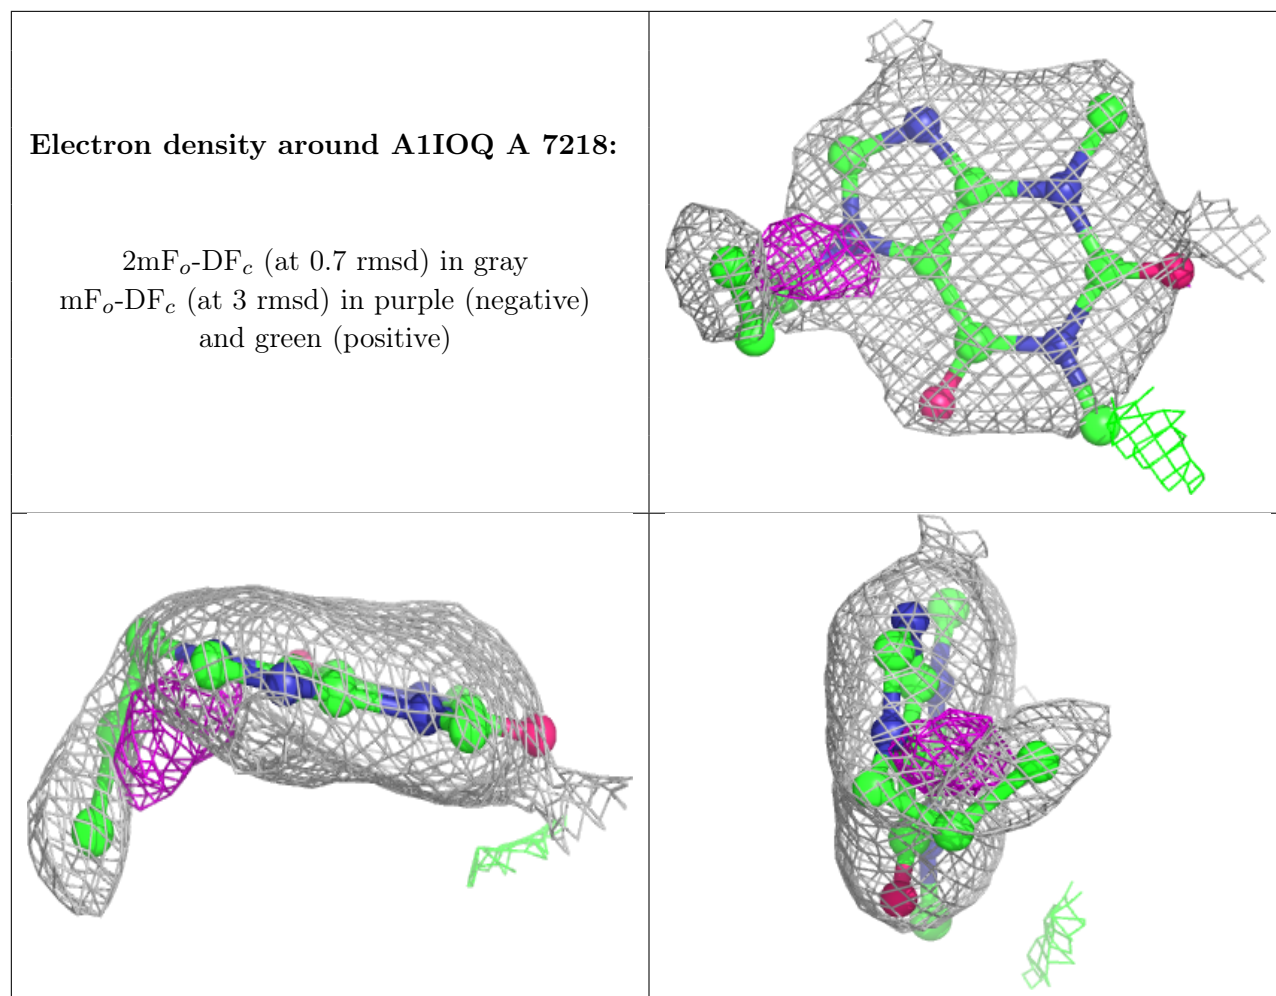 Electron density around A1IOQ A 7218:
2mFo-DFc (at 0.7 rmsd) in gray
mFo-DFc (at 3 rmsd) in purple (negative)
and green (positive)